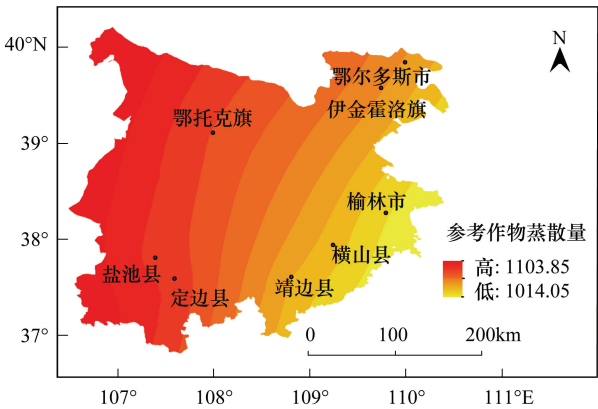 40°N
N
鄂尔多斯市
伊金霍洛旗
鄂托克旗
39°
榆林市
参考作物蒸散量
38°
横山县
高: 1103.85
盐池县
低: 1014.05
定边县
靖边县
37°
0
100
200km
107°
108°
109°
110°
111°E